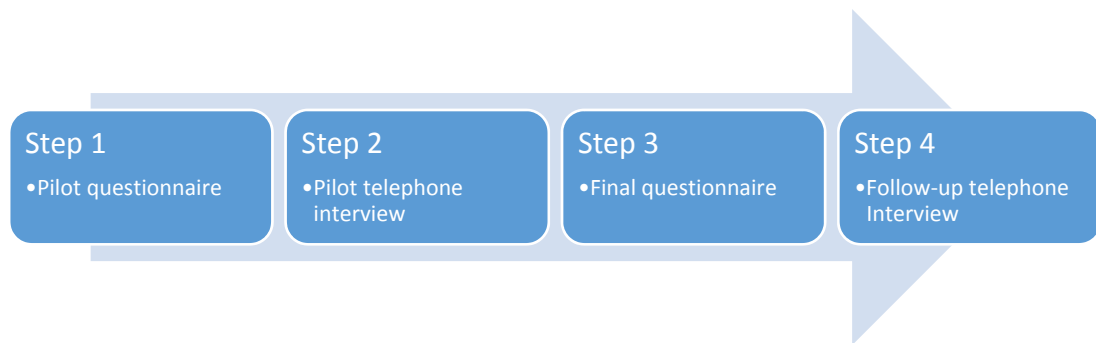 Step 1
•Pilot questionnaire
Step 2
•Pilot telephone
interview
Step 3
•Final questionnaire
Step 4
•Follow-up telephone
Interview